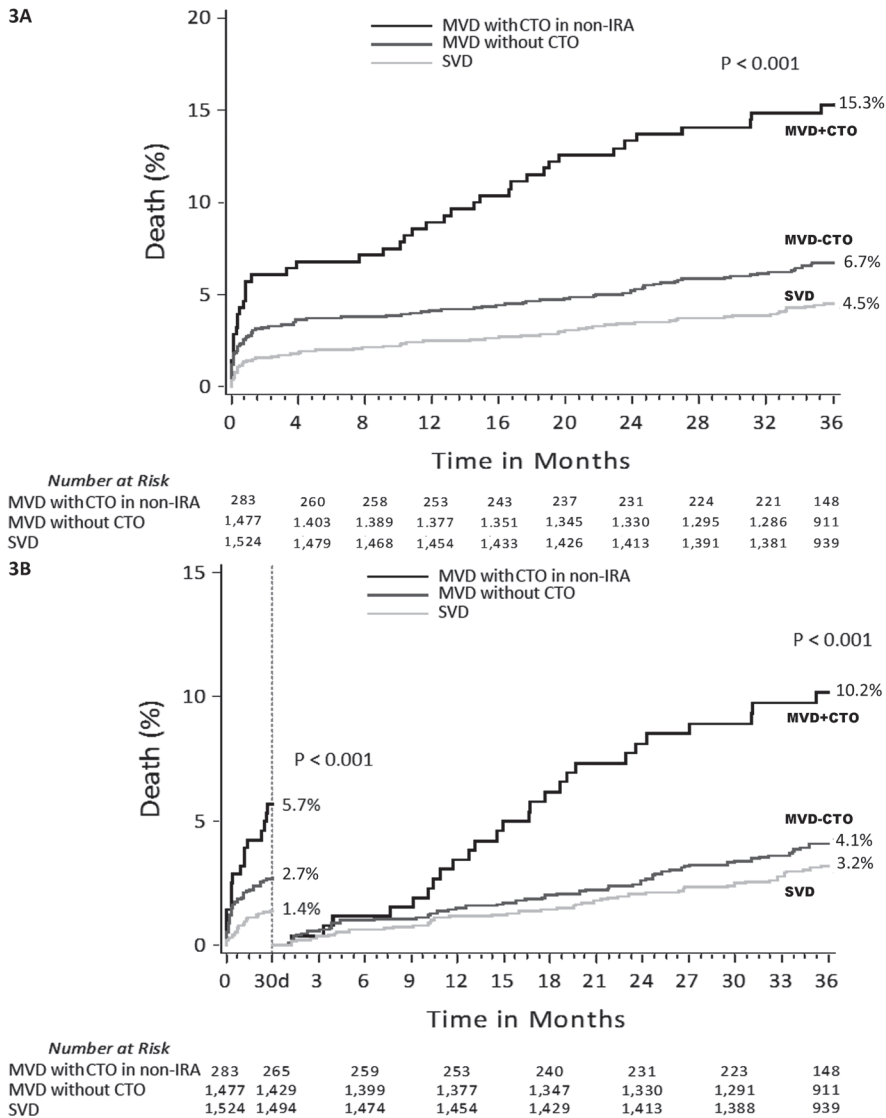 3A
20
MVD with CTO in non-IRA
MVD without CTO
SVD
P < 0.001
15.3%
MVD+CTO
15
10
MVD-CTO
6.7%
SVD
4.5%
5
0
Death (%)
0 4 8 12 16 20 24 28 32 36
Time in Months
Number at Risk
MVD with CTO in non-IRA 283 260 258 253 243 237 231 224 221 148
MVD without CTO 1,477 1.403 1.389 1.377 1.351 1.345 1.330 1.295 1.286 911
SVD 1,524 1,479 1,468 1,454 1,433 1,426 1,413 1,391 1,381 939
3B
15
MVD with CTO in non-IRA
MVD without CTO
SVD
P < 0.001
10.2%
MVD+CTO
10
P < 0.001
5.7%
5
MVD-CTO
4.1%
2.7%
3.2%
SVD
1.4%
0
Death (%)
0 30d 3 6 9 12 15 18 21 24 27 30 33 36
Time in Months
Number at Risk
MVD with CTO in non-IRA 283 265 259 253 240 231 223 148
MVD without CTO 1,477 1,429 1,399 1,377 1,347 1,330 1,291 911
SVD 1,524 1,494 1,474 1,454 1,429 1,413 1,388 939